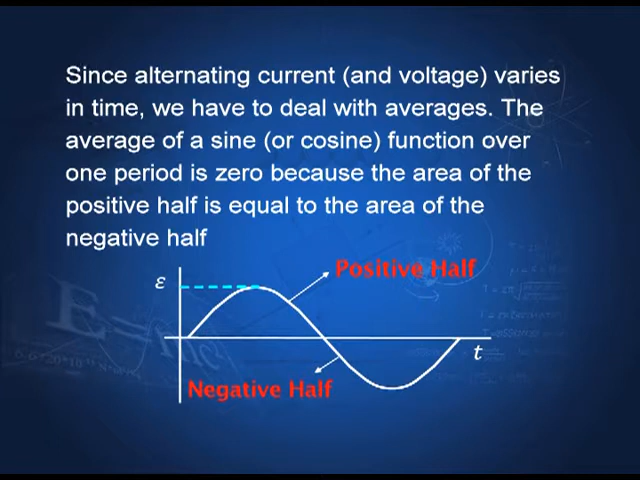 Since alternating current (and voltage) varies
in time, we have to deal with averages. The
average of a sine (or cosine) function over
one period is zero because the area of the
positive half is equal to the area of the
negative half
Positive Half
ε
t
Negative Half
E=mc²